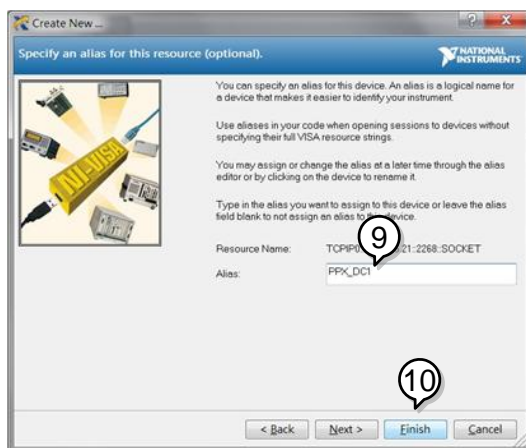 Create New ...
Specify an alias for this resource (optional).
NATIONAL
INSTRUMENTS
You can specify an alias for this device. An alias is a logical name for
a device that makes it easier to identify your instrument.
Use aliases in your code when opening sessions to devices without
specifying their full VISA resource strings.
You may assign or change the alias at a later time through the alias
editor or by clicking on the device to rename it.
Type in the alias you want to assign to this device or leave the alias
field blank to not assign an alias to this device.
NI-VISA
9
Resource Name: 21::2268::SOCKET
Alias: PPX_DC1
10
< Back Next > Finish Cancel